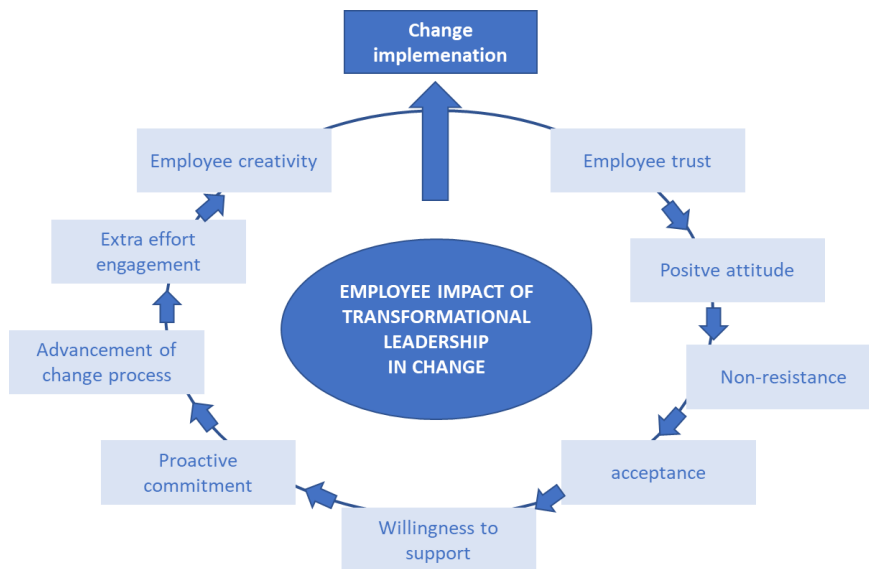 Change
implemenation
Employee creativity
Employee trust
Extra effort
engagement
Positve attitude
EMPLOYEE IMPACT OF
TRANSFORMATIONAL
LEADERSHIP
IN CHANGE
Advancement of
change process
Non-resistance
Proactive
commitment
acceptance
Willingness to
support